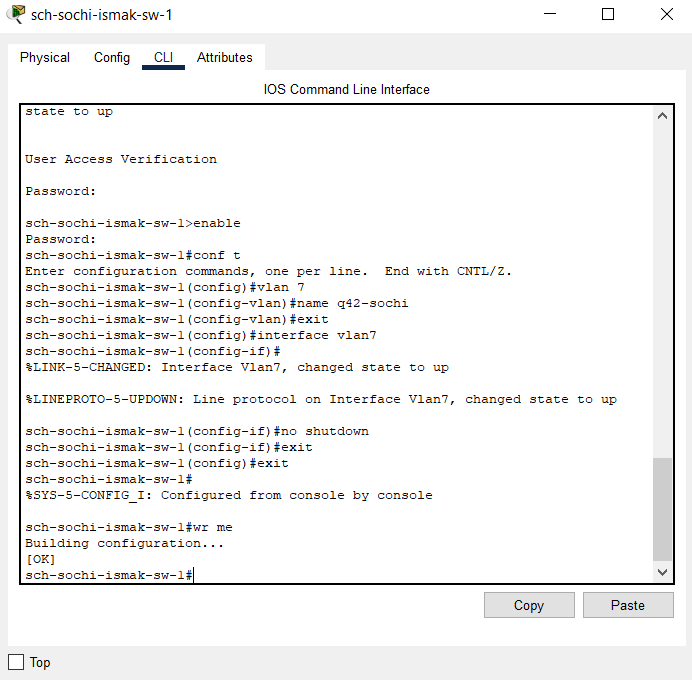 sch-sochi-ismak-sw-1
Physical Config CLI Attributes
IOS Command Line Interface
state to up
User Access Verification
Password:
sch-sochi-ismak-sw-1>enable
Password:
sch-sochi-ismak-sw-1#conf t
Enter configuration commands, one per line.  End with CNTL/Z.
sch-sochi-ismak-sw-1(config)#vlan 7
sch-sochi-ismak-sw-1(config-vlan)#name q42-sochi
sch-sochi-ismak-sw-1(config-vlan)#exit
sch-sochi-ismak-sw-1(config)#interface vlan7
sch-sochi-ismak-sw-1(config-if)#
%LINK-5-CHANGED: Interface Vlan7, changed state to up
%LINEPROTO-5-UPDOWN: Line protocol on Interface Vlan7, changed state to up
sch-sochi-ismak-sw-1(config-if)#no shutdown
sch-sochi-ismak-sw-1(config-if)#exit
sch-sochi-ismak-sw-1(config)#exit
sch-sochi-ismak-sw-1#
%SYS-5-CONFIG_I: Configured from console by console
sch-sochi-ismak-sw-1#wr me
Building configuration...
[OK]
sch-sochi-ismak-sw-1#
Copy Paste
Top